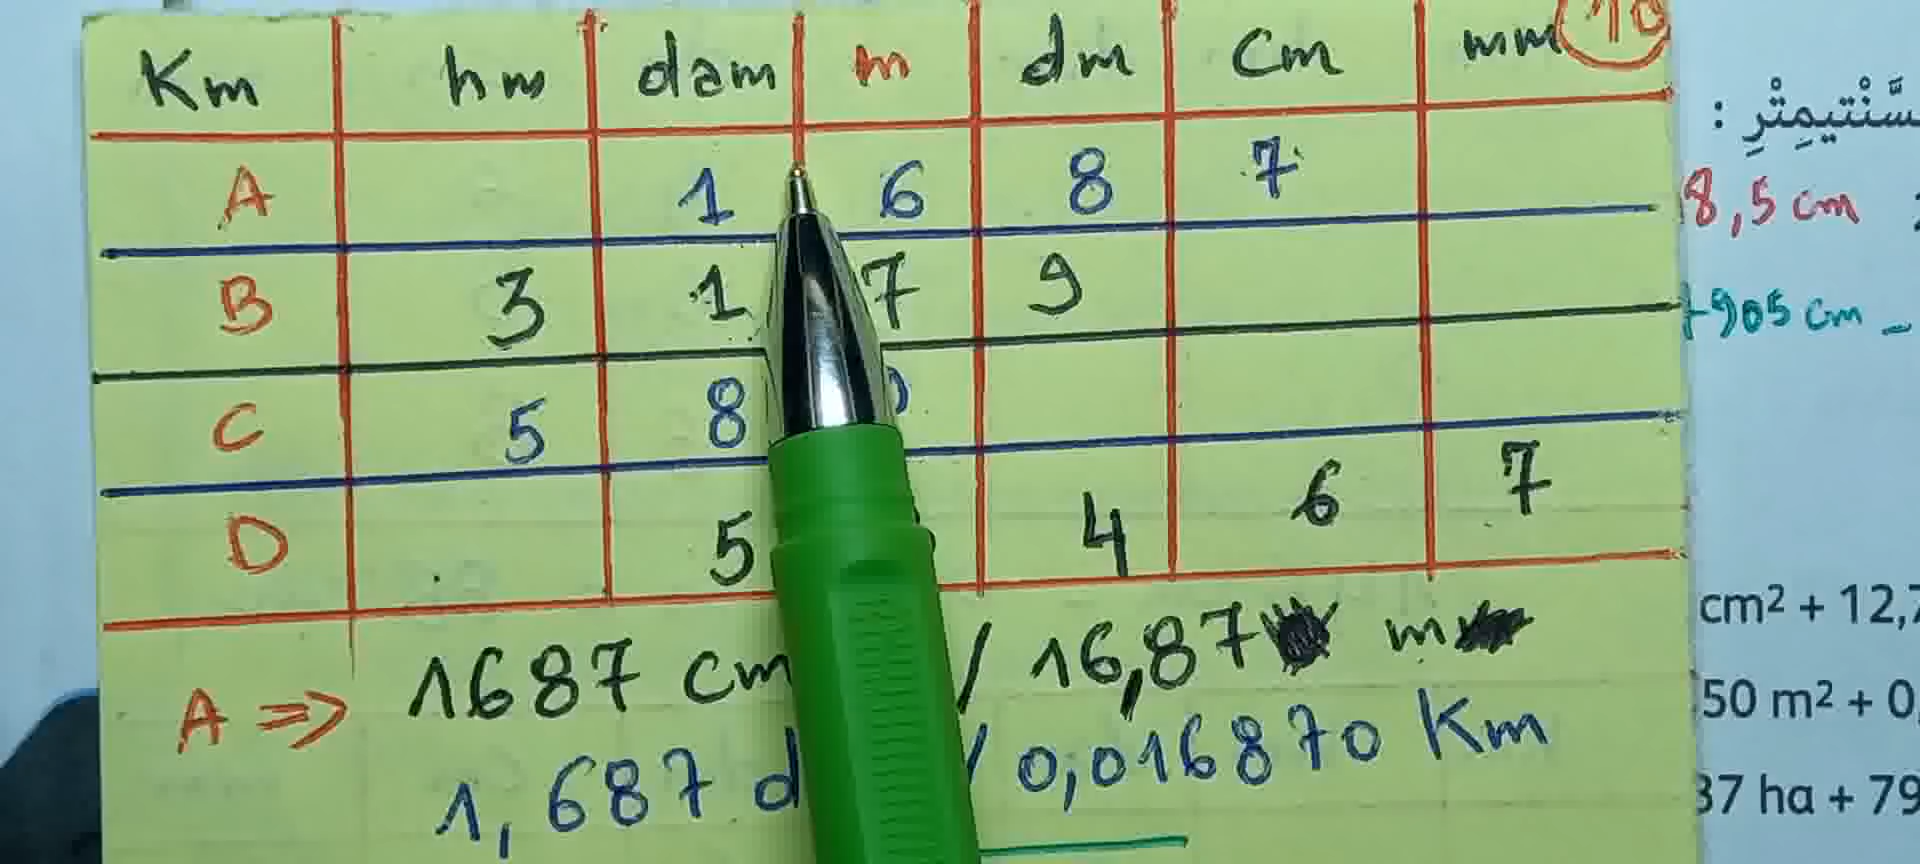 Km hm dam m dm Cm mm 10
A 1 6 8 7
B 3 1 7 9
C 5 8
D 5 4 6 7
A => 1687 cm / 16,87 m
1,687 d / 0,016870 Km
سَّنْتيمِتْرِ :
8,5 cm
905 cm -
cm² + 12,7
50 m² + 0,
37 ha + 79